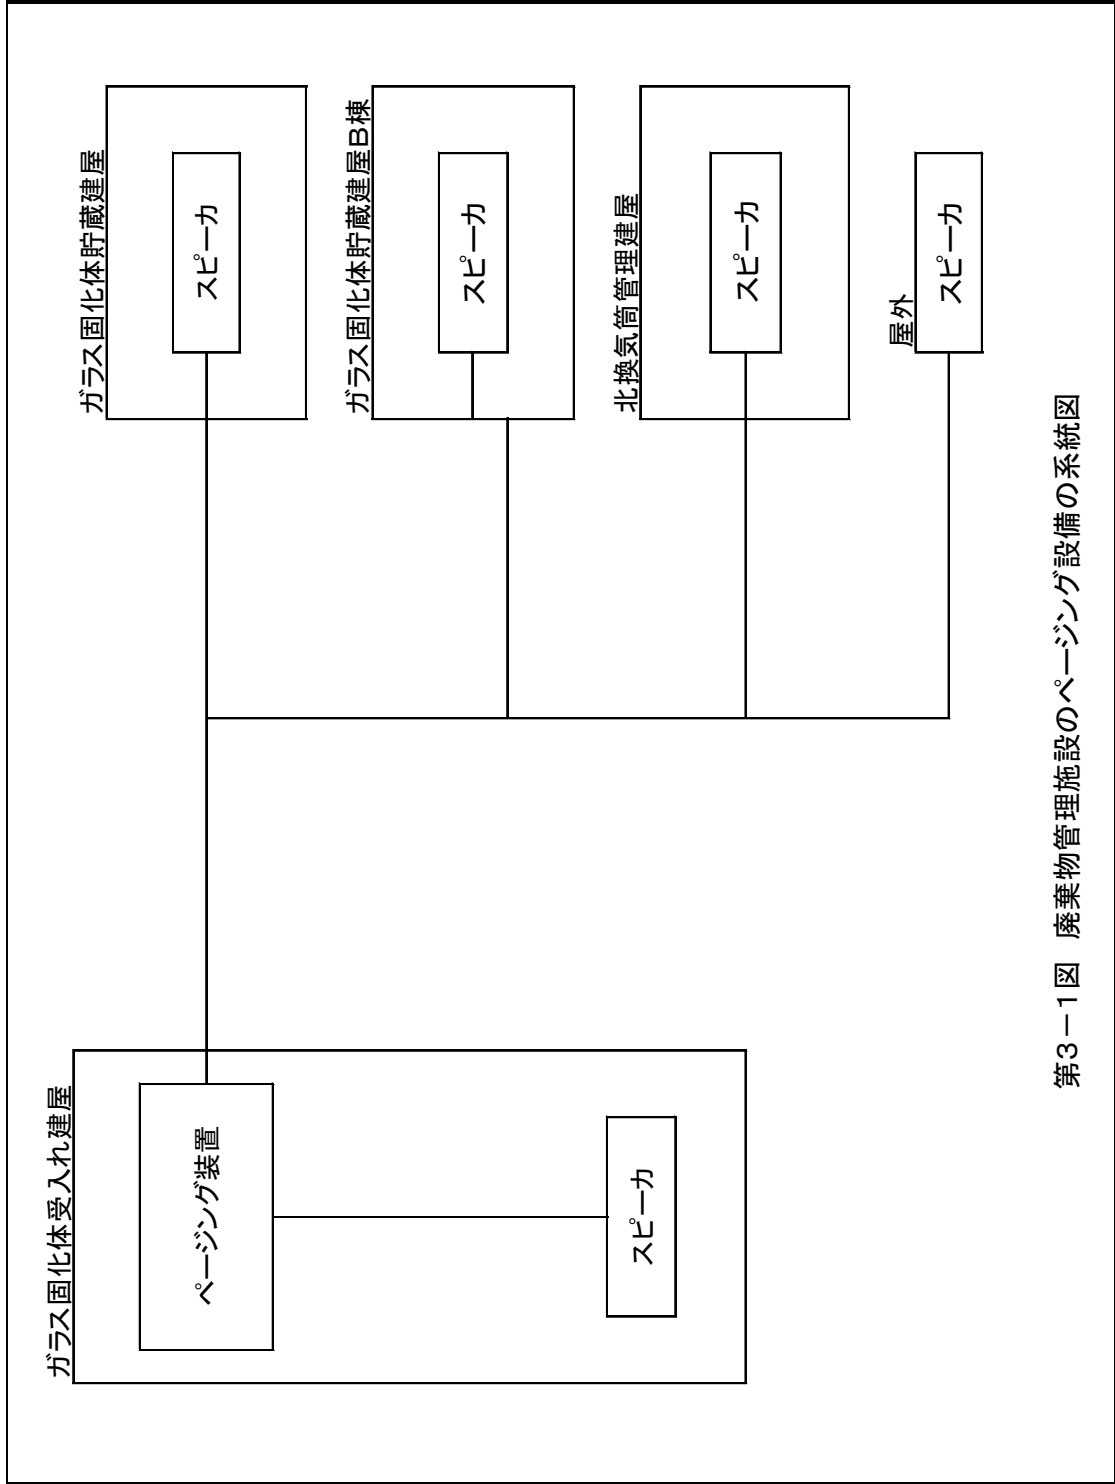 ガラス固化体受入れ建屋
ページング装置
スピーカ
ガラス固化体貯蔵建屋
スピーカ
ガラス固化体貯蔵建屋B棟
スピーカ
北換気筒管理建屋
スピーカ
屋外
スピーカ
第3-1図 廃棄物管理施設のページング設備の系統図